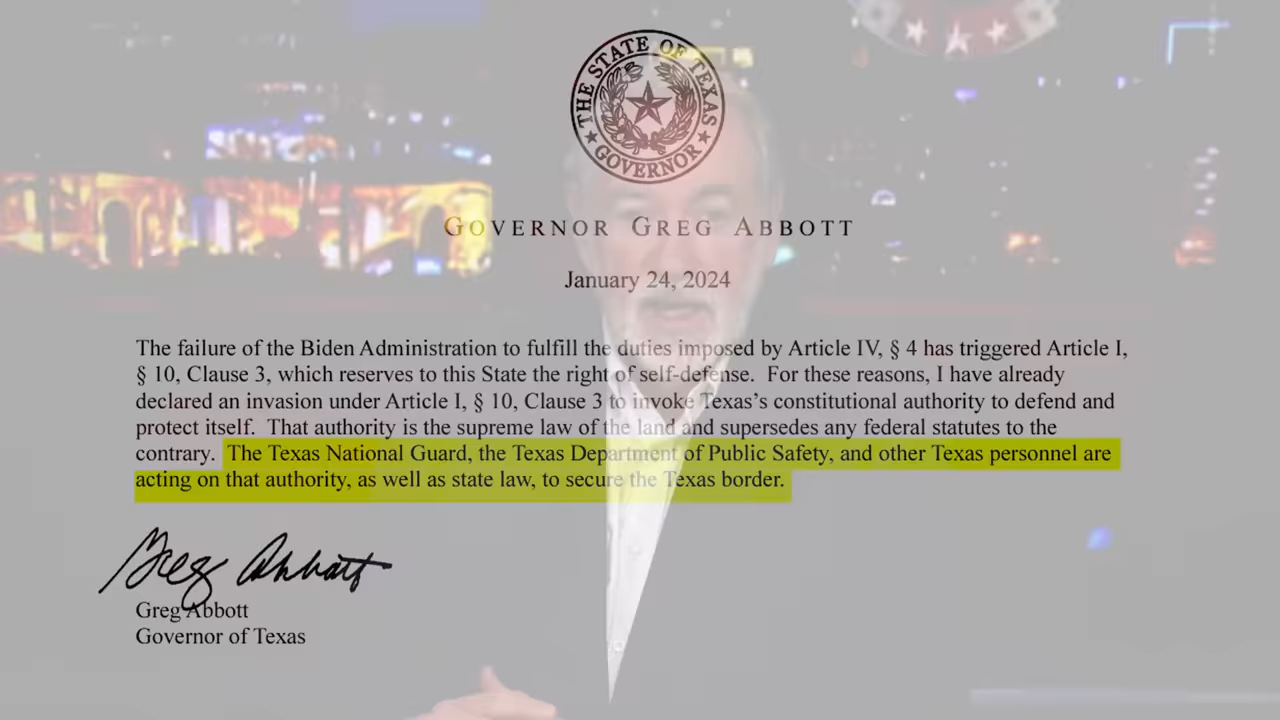 THE STATE OF TEXAS
GOVERNOR
GOVERNOR GREG ABBOTT
January 24, 2024
The failure of the Biden Administration to fulfill the duties imposed by Article IV, § 4 has triggered Article I,
§ 10, Clause 3, which reserves to this State the right of self-defense.  For these reasons, I have already
declared an invasion under Article I, § 10, Clause 3 to invoke Texas’s constitutional authority to defend and
protect itself.  That authority is the supreme law of the land and supersedes any federal statutes to the
contrary.  The Texas National Guard, the Texas Department of Public Safety, and other Texas personnel are
acting on that authority, as well as state law, to secure the Texas border.
Greg Abbott
Greg Abbott
Governor of Texas